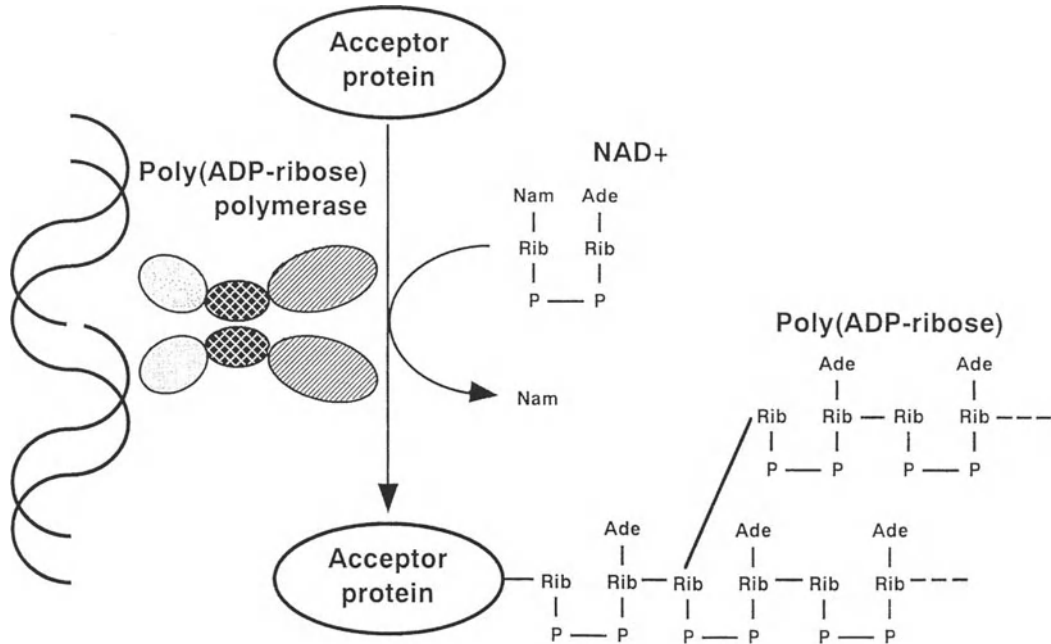 Acceptor
protein
NAD+
Poly(ADP-ribose)
polymerase
Nam Ade
Rib Rib
P P
Nam
Poly(ADP-ribose)
Ade Ade
Rib Rib Rib Rib
P P P P
Ade Ade Ade
Acceptor
protein
Rib Rib Rib Rib Rib Rib
P P P P P P